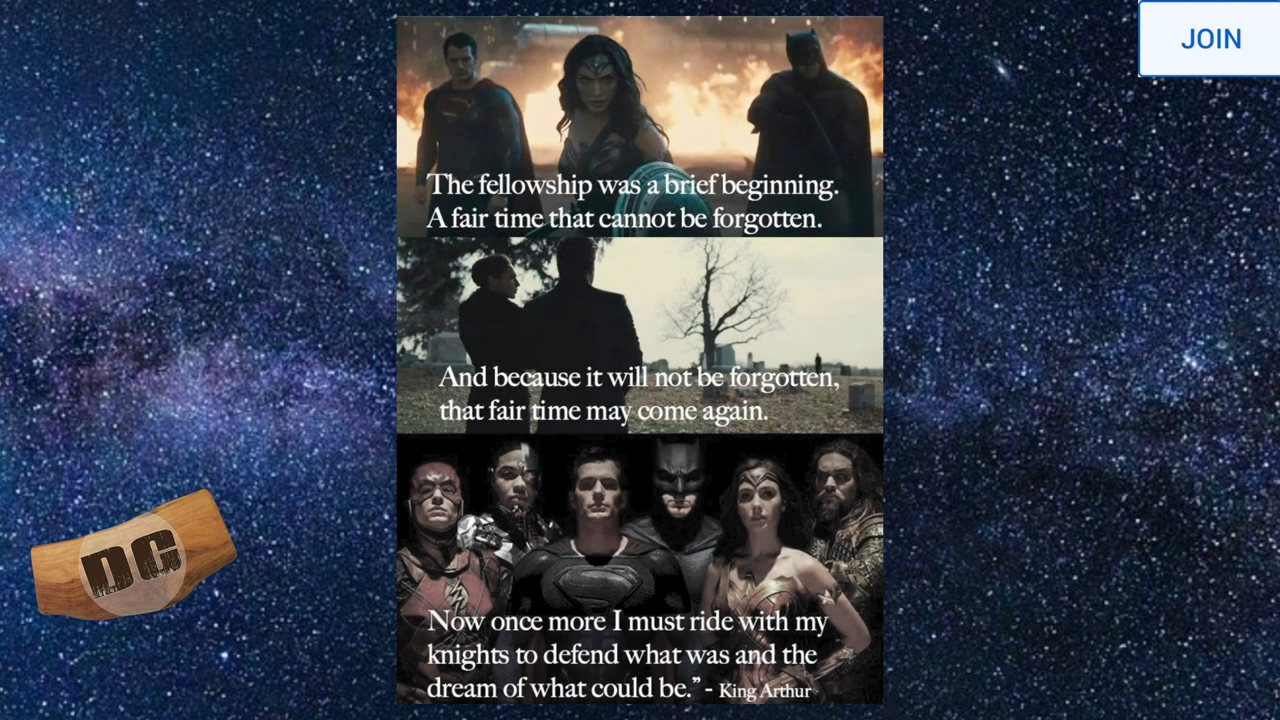 JOIN
The fellowship was a brief beginning.
A fair time that cannot be forgotten.
And because it will not be forgotten,
that fair time may come again.
DG
Now once more I must ride with my
knights to defend what was and the
dream of what could be.” - King Arthur